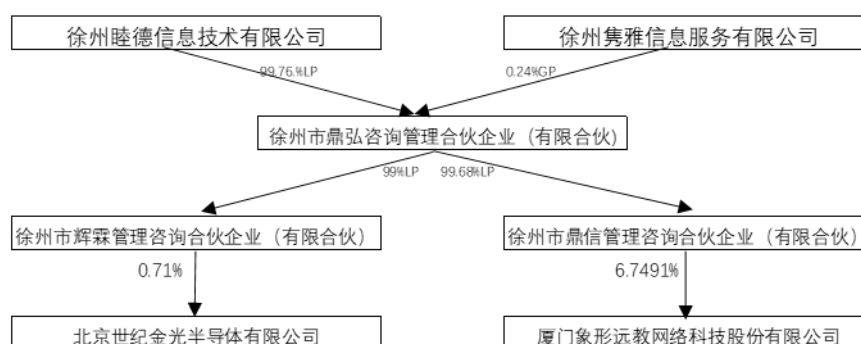 徐州睦德信息技术有限公司
徐州隽雅信息服务有限公司
99.76.%LP
0.24%GP
徐州市鼎弘咨询管理合伙企业（有限合伙)
99%LP
99.68%LP
徐州市辉霖管理咨询合伙企业（有限合伙）
徐州市鼎信管理咨询合伙企业（有限合伙）
0.71%
6.7491%
北京世纪金光半导体有限公司
厦门象形远教网络科技股份有限公司